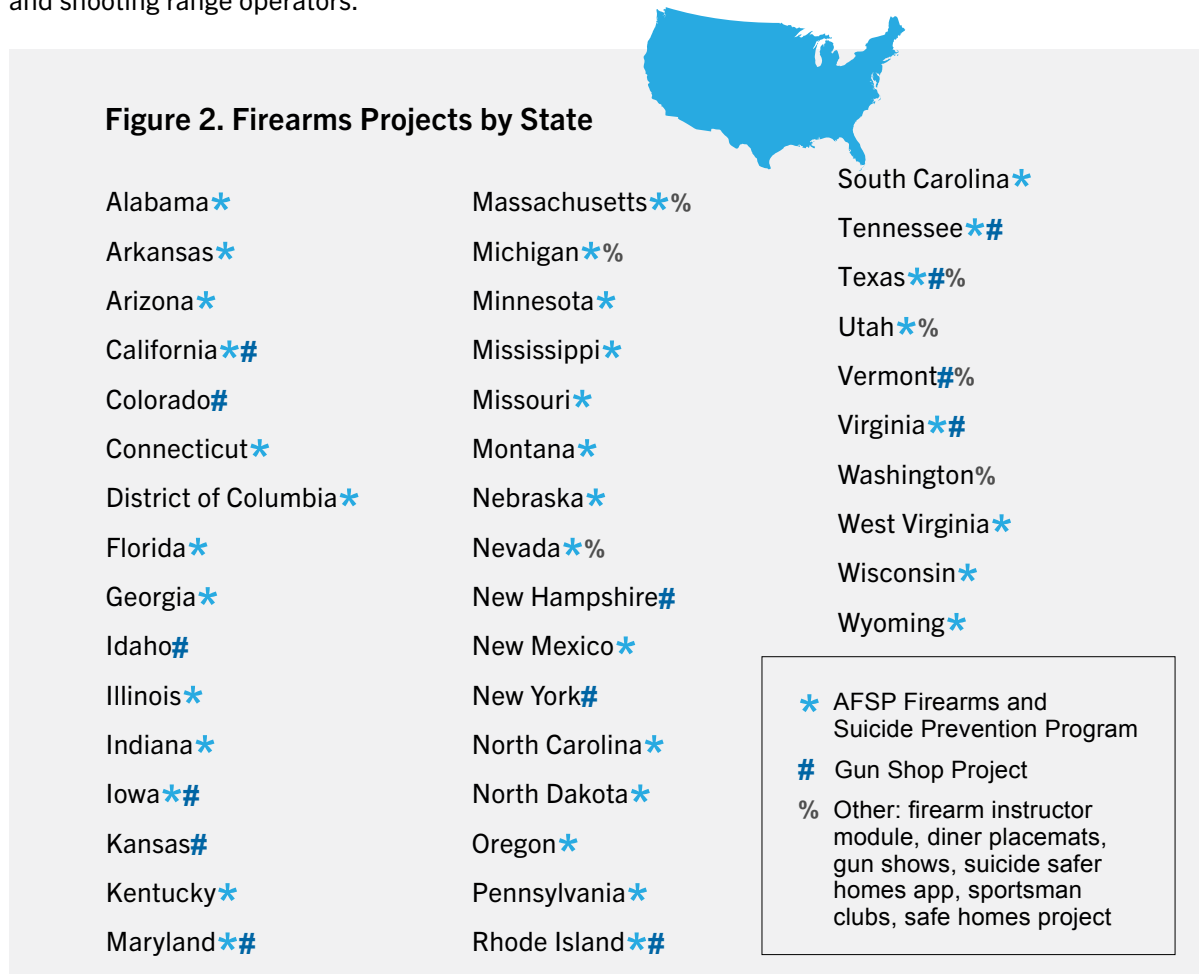 and shooting range operators.
Figure 2. Firearms Projects by State
Alabama*
Arkansas*
Arizona*
California*#
Colorado#
Connecticut*
District of Columbia*
Florida*
Georgia*
Idaho#
Illinois*
Indiana*
Iowa*#
Kansas#
Kentucky*
Maryland*#
Massachusetts*%
Michigan*%
Minnesota*
Mississippi*
Missouri*
Montana*
Nebraska*
Nevada*%
New Hampshire#
New Mexico*
New York#
North Carolina*
North Dakota*
Oregon*
Pennsylvania*
Rhode Island*#
South Carolina*
Tennessee*#
Texas*#%
Utah*%
Vermont#%
Virginia*#
Washington%
West Virginia*
Wisconsin*
Wyoming*
* AFSP Firearms and
Suicide Prevention Program
# Gun Shop Project
% Other: firearm instructor
module, diner placemats,
gun shows, suicide safer
homes app, sportsman
clubs, safe homes project